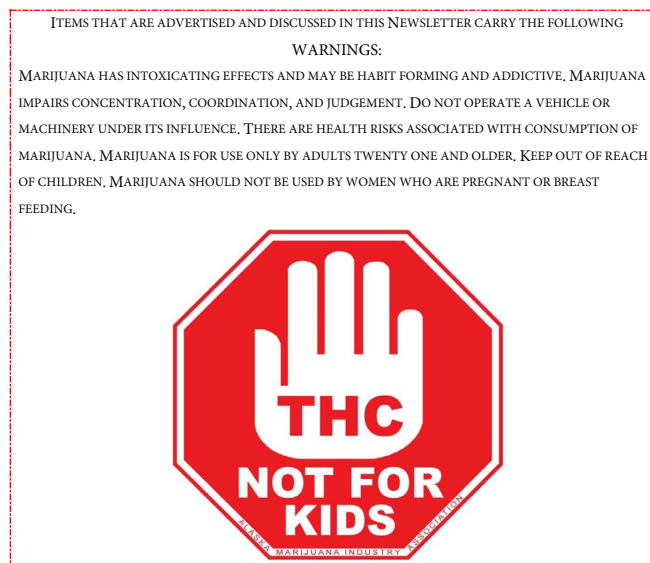 ITEMS THAT ARE ADVERTISED AND DISCUSSED IN THIS NEWSLETTER CARRY THE FOLLOWING
WARNINGS:
MARIJUANA HAS INTOXICATING EFFECTS AND MAY BE HABIT FORMING AND ADDICTIVE. MARIJUANA
IMPAIRS CONCENTRATION, COORDINATION, AND JUDGEMENT. DO NOT OPERATE A VEHICLE OR
MACHINERY UNDER ITS INFLUENCE. THERE ARE HEALTH RISKS ASSOCIATED WITH CONSUMPTION OF
MARIJUANA. MARIJUANA IS FOR USE ONLY BY ADULTS TWENTY ONE AND OLDER. KEEP OUT OF REACH
OF CHILDREN. MARIJUANA SHOULD NOT BE USED BY WOMEN WHO ARE PREGNANT OR BREAST
FEEDING.
THC
NOT FOR
KIDS
ALASKA MARIJUANA INDUSTRY ASSOCIATION